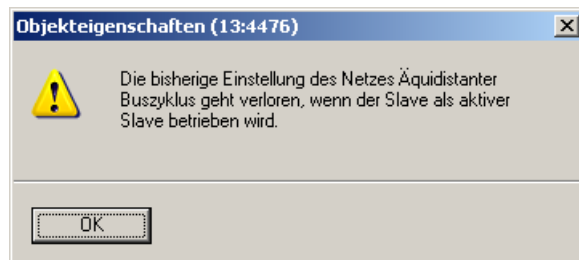 Objekteigenschaften (13:4476)
Die bisherige Einstellung des Netzes Äquidistanter
Buszyklus geht verloren, wenn der Slave als aktiver
Slave betrieben wird.
OK